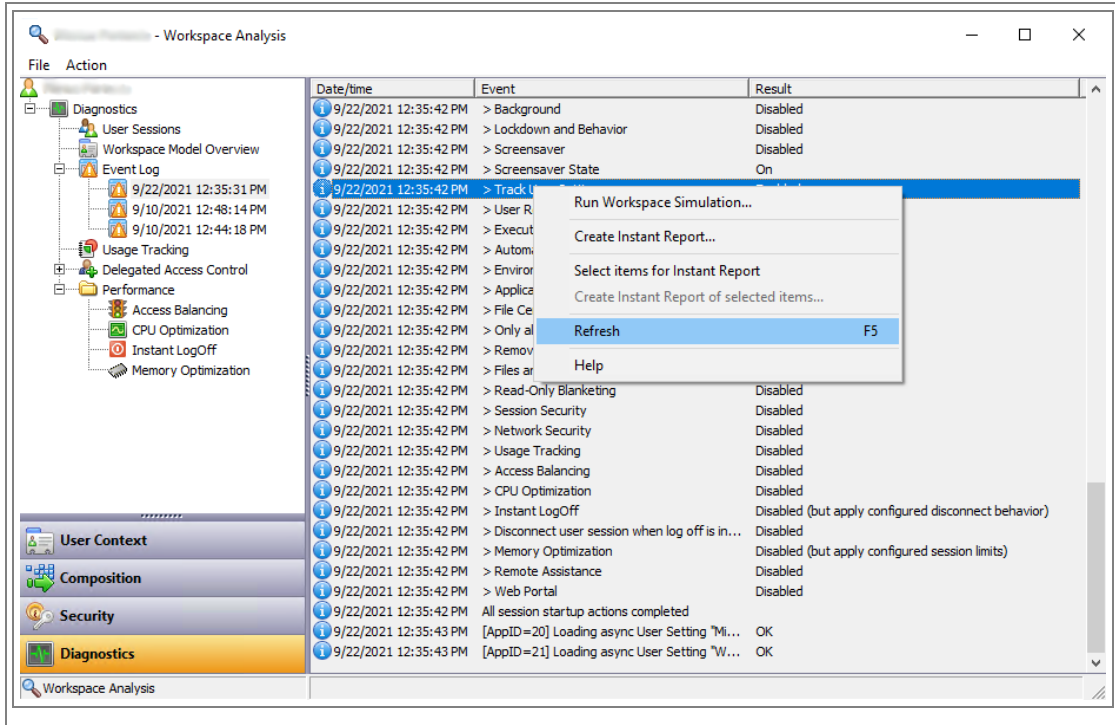 - Workspace Analysis
File Action
Diagnostics
User Sessions
Workspace Model Overview
Event Log
9/22/2021 12:35:31 PM
9/10/2021 12:48:14 PM
9/10/2021 12:44:18 PM
Usage Tracking
Delegated Access Control
Performance
Access Balancing
CPU Optimization
Instant LogOff
Memory Optimization
User Context
Composition
Security
Diagnostics
Workspace Analysis
Date/time Event Result
9/22/2021 12:35:42 PM > Background Disabled
9/22/2021 12:35:42 PM > Lockdown and Behavior Disabled
9/22/2021 12:35:42 PM > Screensaver Disabled
9/22/2021 12:35:42 PM > Screensaver State On
9/22/2021 12:35:42 PM > Track
9/22/2021 12:35:42 PM > User R
9/22/2021 12:35:42 PM > Execut
9/22/2021 12:35:42 PM > Autom
9/22/2021 12:35:42 PM > Enviror
9/22/2021 12:35:42 PM > Applica
9/22/2021 12:35:42 PM > File Ce
9/22/2021 12:35:42 PM > Only al
9/22/2021 12:35:42 PM > Remov
9/22/2021 12:35:42 PM > Files ar
9/22/2021 12:35:42 PM > Read-Only Blanketing Disabled
9/22/2021 12:35:42 PM > Session Security Disabled
9/22/2021 12:35:42 PM > Network Security Disabled
9/22/2021 12:35:42 PM > Usage Tracking Disabled
9/22/2021 12:35:42 PM > Access Balancing Disabled
9/22/2021 12:35:42 PM > CPU Optimization Disabled
9/22/2021 12:35:42 PM > Instant LogOff Disabled (but apply configured disconnect behavior)
9/22/2021 12:35:42 PM > Disconnect user session when log off is in... Disabled
9/22/2021 12:35:42 PM > Memory Optimization Disabled (but apply configured session limits)
9/22/2021 12:35:42 PM > Remote Assistance Disabled
9/22/2021 12:35:42 PM > Web Portal Disabled
9/22/2021 12:35:42 PM All session startup actions completed
9/22/2021 12:35:43 PM [AppID=20] Loading async User Setting "Mi... OK
9/22/2021 12:35:43 PM [AppID=21] Loading async User Setting "W... OK
Run Workspace Simulation...
Create Instant Report...
Select items for Instant Report
Create Instant Report of selected items...
Refresh F5
Help